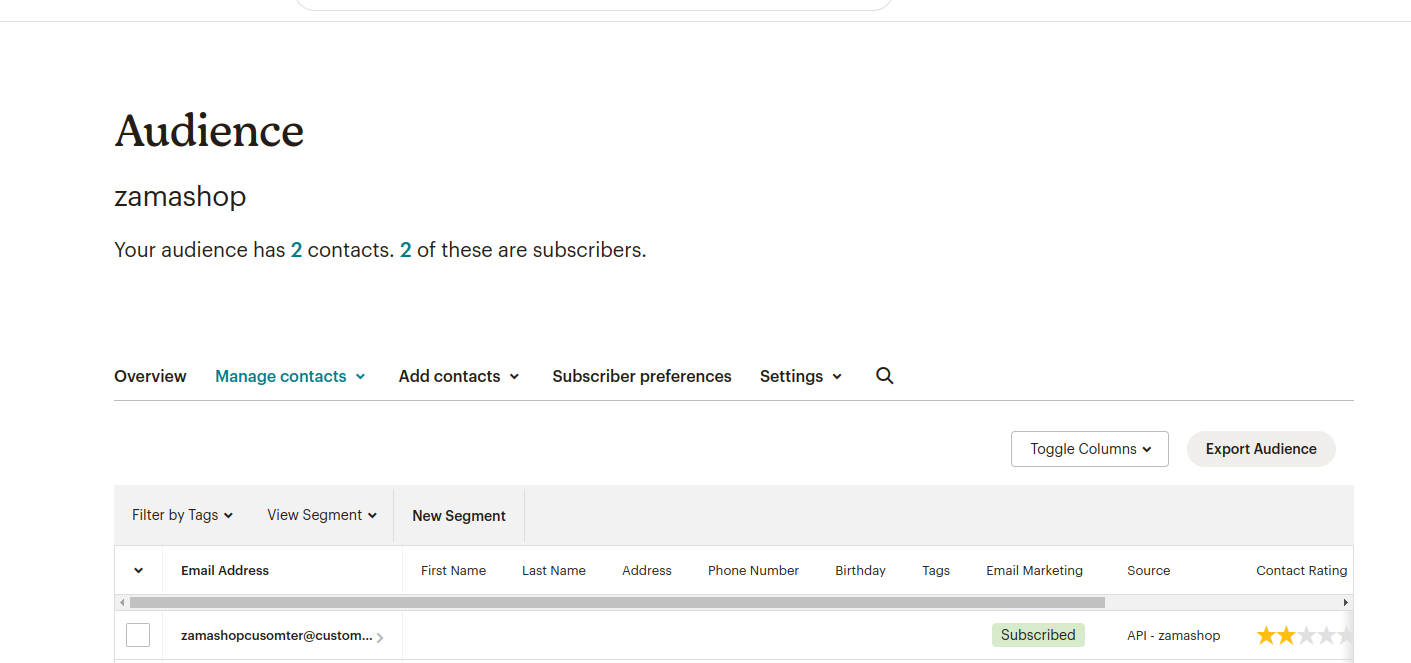 Audience
zamashop
Your audience has 2 contacts. 2 of these are subscribers.
Overview Manage contacts Add contacts Subscriber preferences Settings
Toggle Columns Export Audience
Filter by Tags View Segment New Segment
Email Address First Name Last Name Address Phone Number Birthday Tags Email Marketing Source Contact Rating
zamashopcusomter@custom... Subscribed API - zamashop